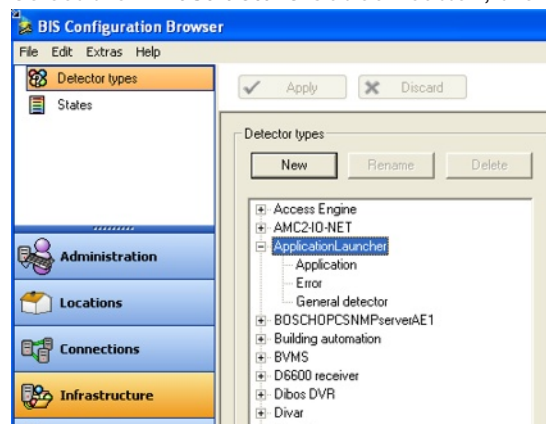 BIS Configuration Browser
File Edit Extras Help
Detector types
States
Administration
Locations
Connections
Infrastructure
Apply Discard
Detector types
New Rename Delete
Access Engine
AMC2-IO-NET
ApplicationLauncher
Application
Error
General detector
BOSCHOPCSNMPserverAE1
Building automation
BVMS
D6600 receiver
Dibos DVR
Divar